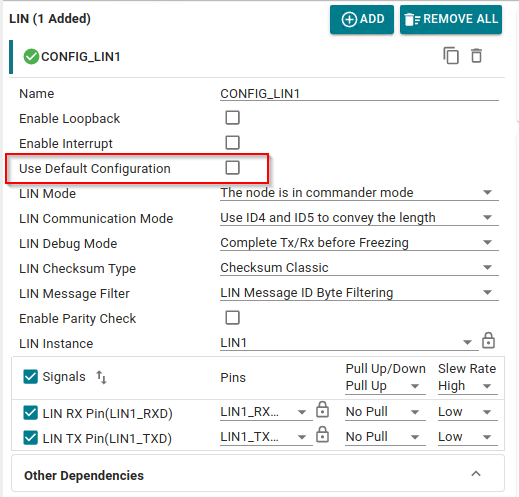 LIN (1 Added) ADD REMOVE ALL
CONFIG_LIN1
Name CONFIG_LIN1
Enable Loopback
Enable Interrupt
Use Default Configuration
LIN Mode The node is in commander mode
LIN Communication Mode Use ID4 and ID5 to convey the length
LIN Debug Mode Complete Tx/Rx before Freezing
LIN Checksum Type Checksum Classic
LIN Message Filter LIN Message ID Byte Filtering
Enable Parity Check
LIN Instance LIN1
Signals Pins Pull Up/Down Slew Rate
Pull Up High
LIN RX Pin(LIN1_RXD) LIN1_RX... No Pull Low
LIN TX Pin(LIN1_TXD) LIN1_TX... No Pull Low
Other Dependencies